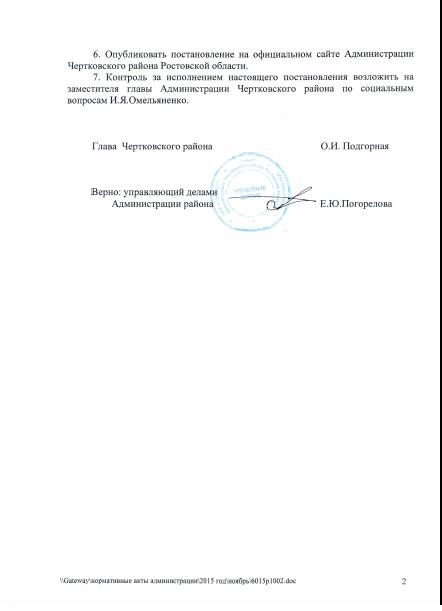 6. Опубликовать постановление на официальном сайте Администрации
Чертковского района Ростовской области.
7. Контроль за исполнением настоящего постановления возложить на
заместителя главы Администрации Чертковского района по социальным
вопросам И.Я.Омельяненко.
Глава Чертковского района О.И. Подгорная
Верно: управляющий делами
Администрации района Е.Ю.Погорелова
УПРАВЛЕНИЕ
ДЕЛАМИ
\\Gateway\нормативные акты администрации\2015 год\ноябрь\6015р1002.doc 2